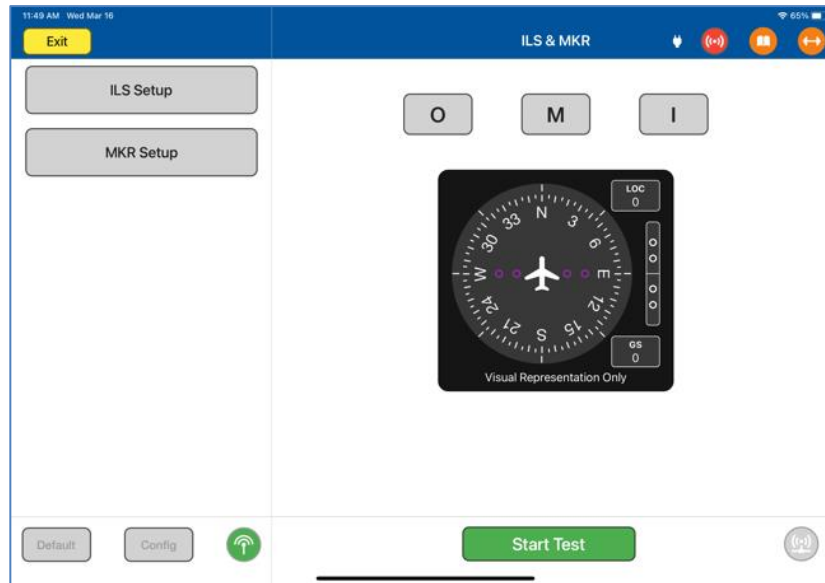 11:49 AM Wed Mar 16
65%
Exit
ILS & MKR
ILS Setup
MKR Setup
O M I
LOC
0
N
3
6
E
12
15
S
21
24
W
30
33
GS
0
Visual Representation Only
Default
Config
Start Test